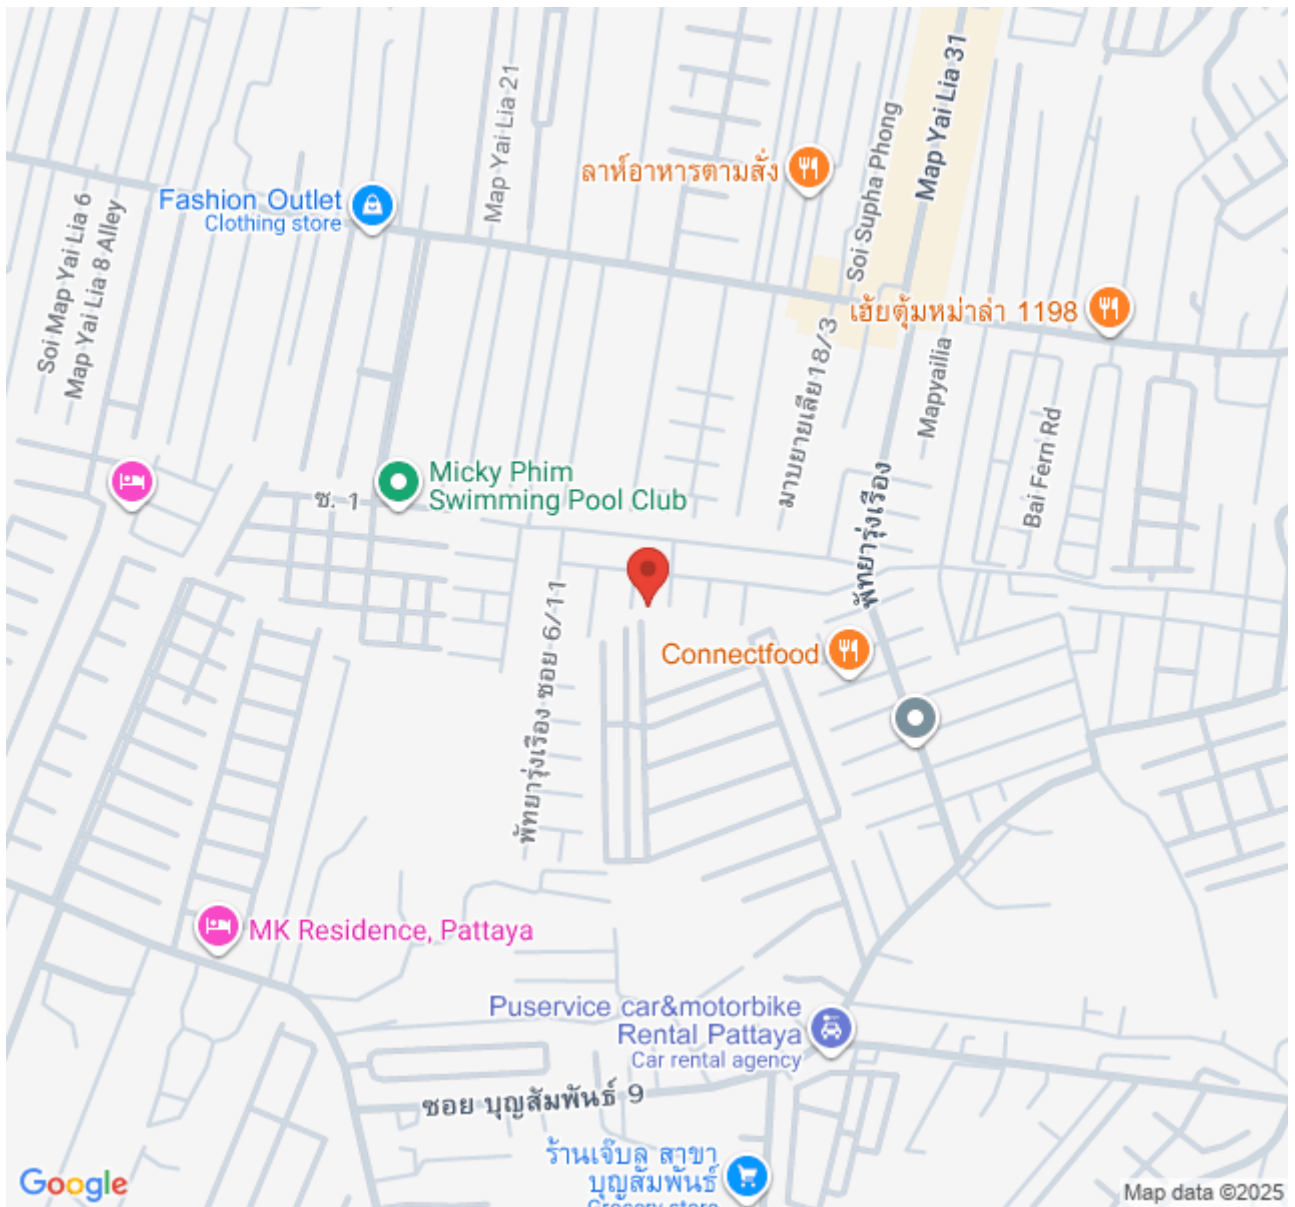 Map Yai Lia 31
Map Yai Lia 21
ลาห์อาหารตามสั่ง
Soi Supha Phong
Fashion Outlet
Clothing store
Soi Map Yai Lia 6
Map Yai Lia 8 Alley
เฮ้ยตุ้มหม่าล่า 1198
มาบยายเลีย18/3
Mapyailia
Bai Fern Rd
Micky Phim
Swimming Pool Club
ซ. 1
พัทยารุ่งเรือง
พัทยารุ่งเรือง ซอย 6/11
Connectfood
MK Residence, Pattaya
Puservice car&motorbike
Rental Pattaya
Car rental agency
ซอย บุญสัมพันธ์ 9
ร้านเจ๊บล สาขา
บุญสัมพันธ์
Grocery store
Google
Map data ©2025